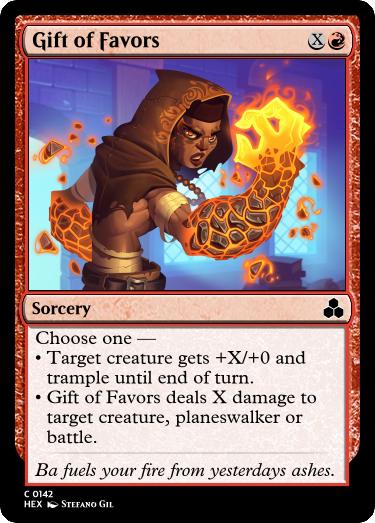 Gift of Favors X
Sorcery
Choose one —
• Target creature gets +X/+0 and
trample until end of turn.
• Gift of Favors deals X damage to
target creature, planeswalker or
battle.
Ba fuels your fire from yesterdays ashes.
C 0142
HEX Stefano Gil